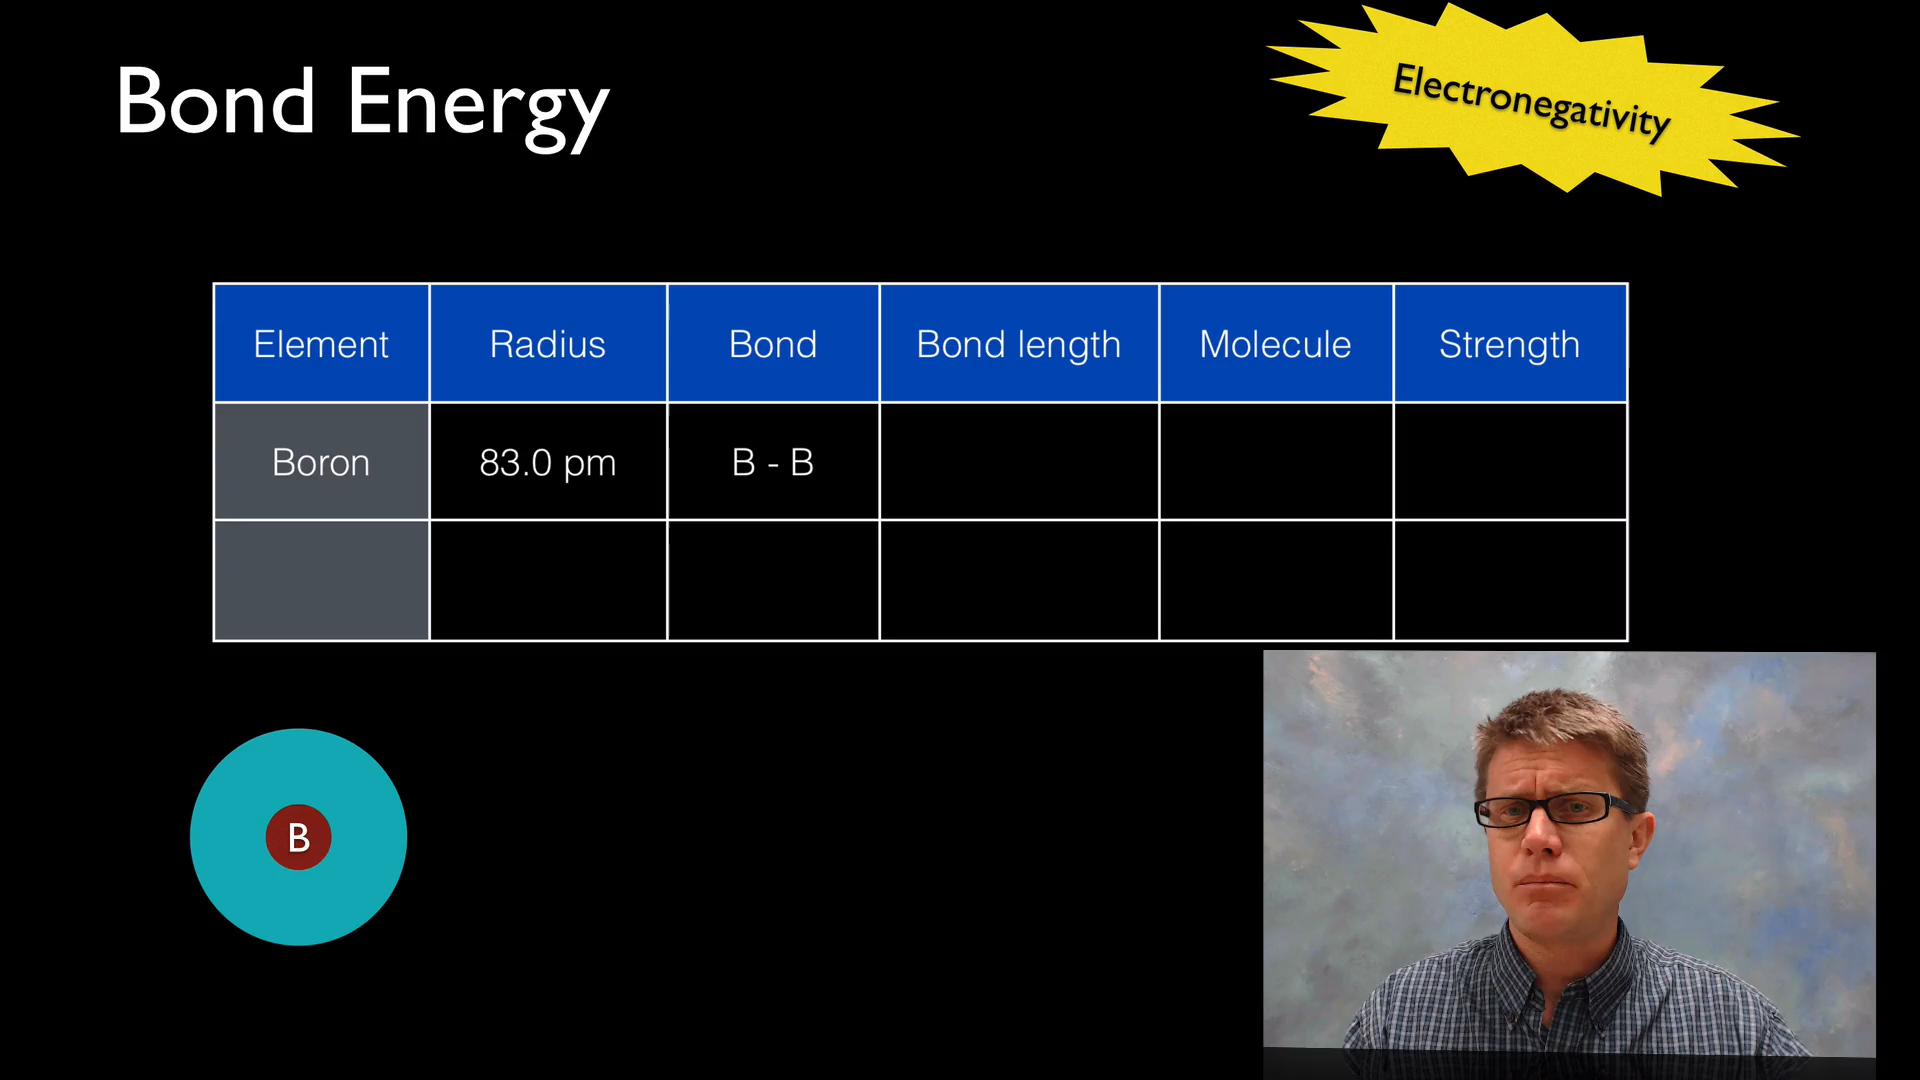 Bond Energy
Electronegativity
Element Radius Bond Bond length Molecule Strength
Boron 83.0 pm B - B
B